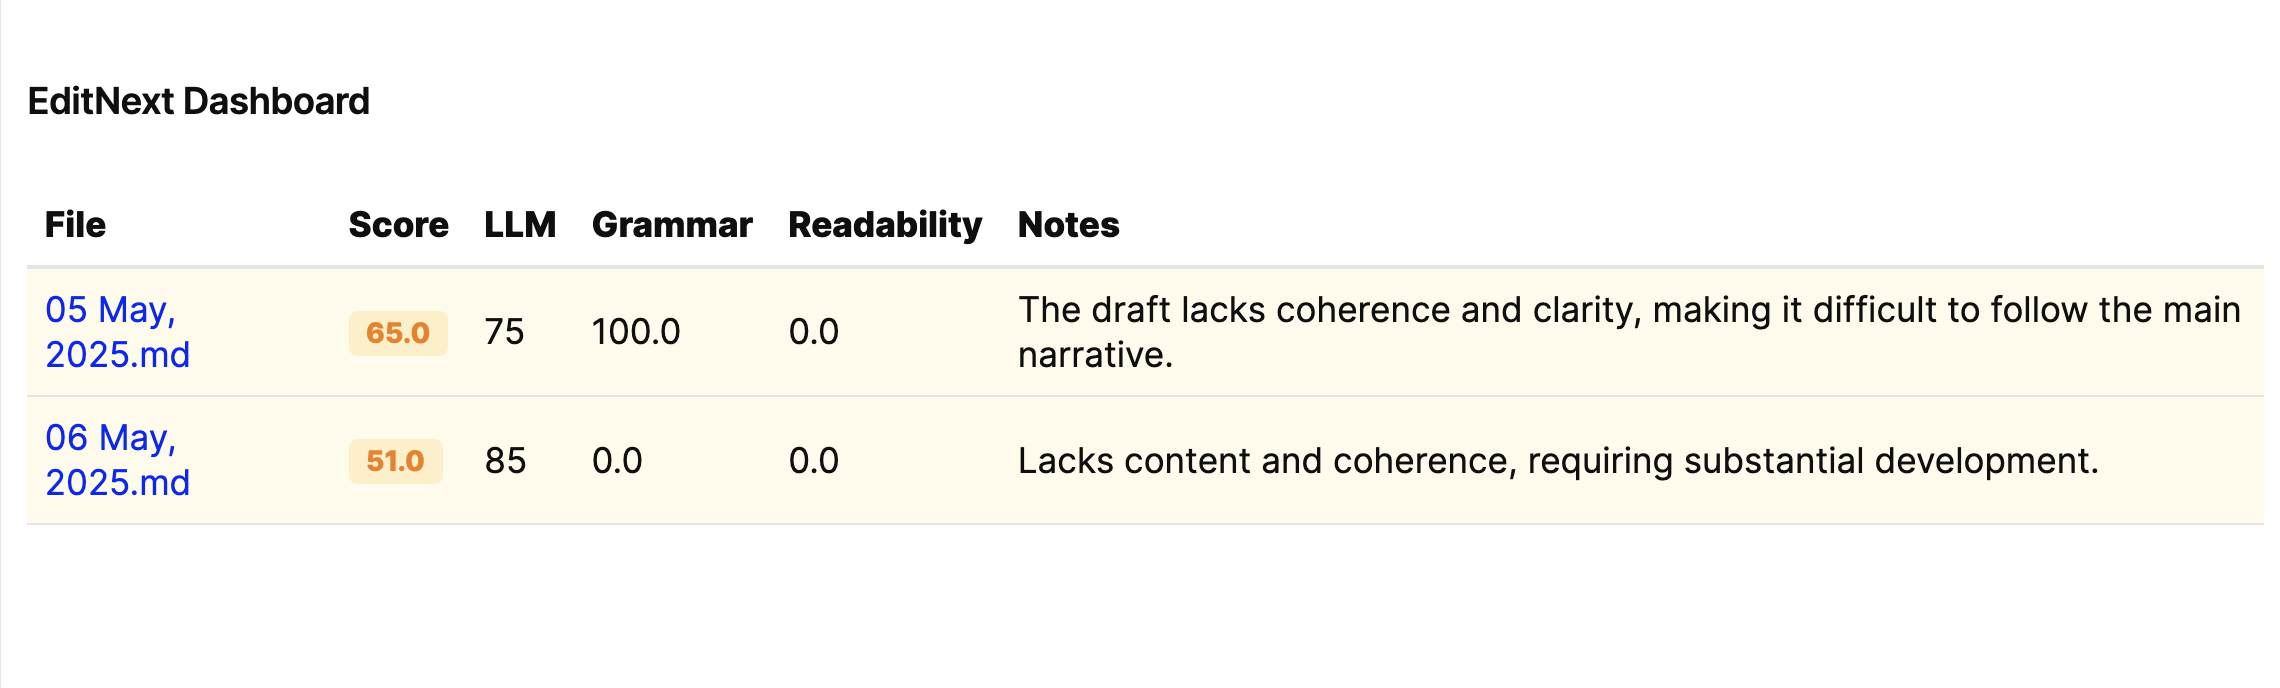 EditNext Dashboard
File Score LLM Grammar Readability Notes
05 May,
2025.md
65.0 75 100.0 0.0
The draft lacks coherence and clarity, making it difficult to follow the main
narrative.
06 May,
2025.md
51.0 85 0.0 0.0
Lacks content and coherence, requiring substantial development.